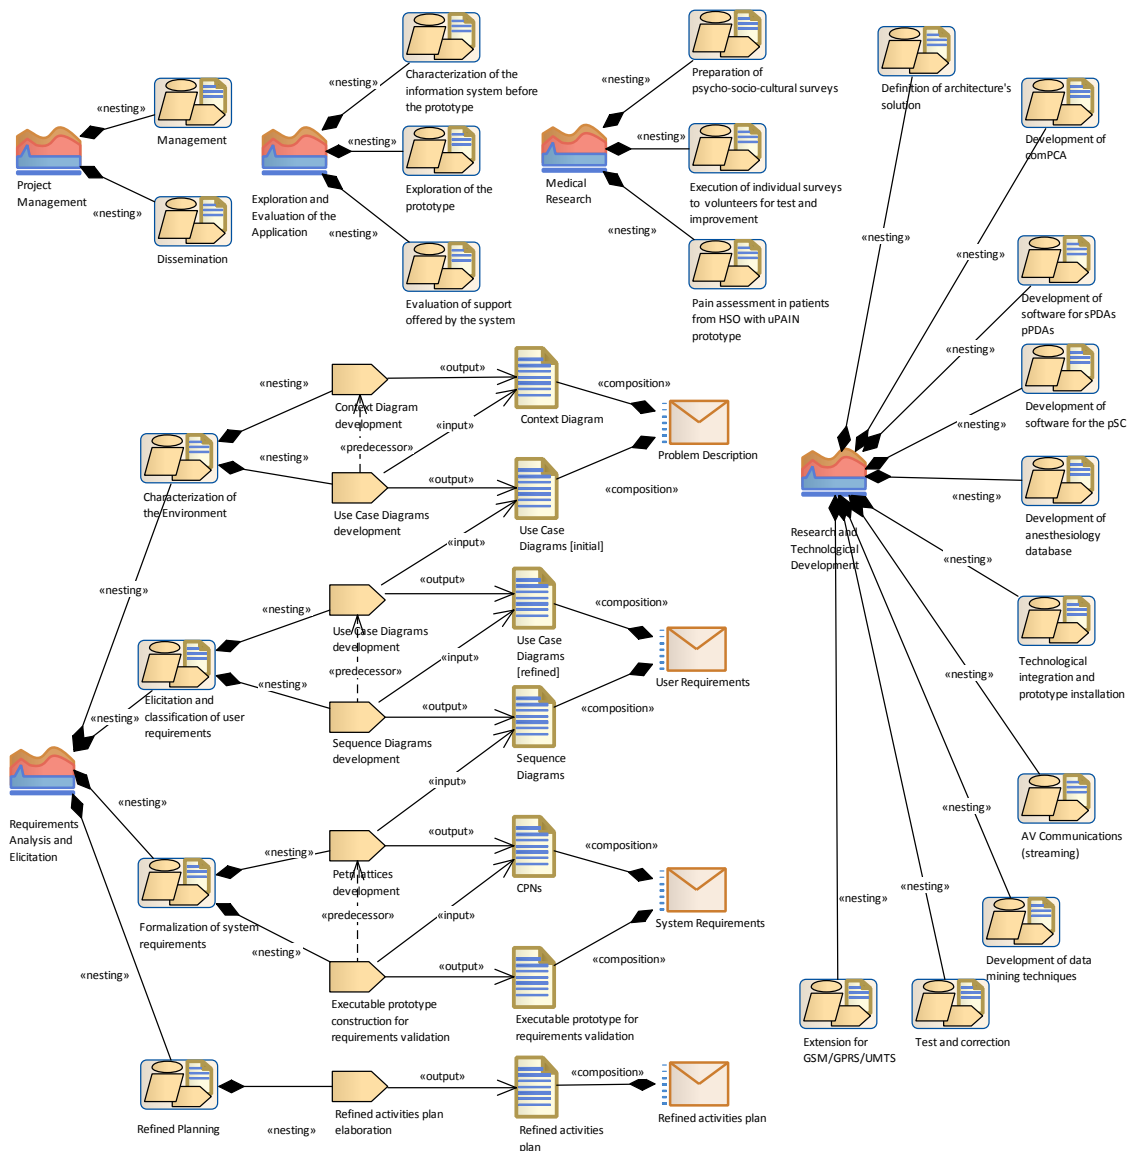 «nesting»
Management
Project
Management
«nesting»
Dissemination
«nesting»
Characterization of the
information system before
the prototype
«nesting»
Exploration of the
prototype
Exploration and
Evaluation of the
Application
«nesting»
Evaluation of support
offered by the system
«nesting»
Preparation of
psycho-socio-cultural surveys
«nesting»
Medical
Research
Execution of individual surveys
to volunteers for test and
improvement
«nesting»
Pain assessment in patients
from HSO with uPAIN
prototype
Definition of architecture's
solution
Development of
comPCA
«nesting»
«nesting»
Development of
software for sPDAs
pPDAs
«nesting»
Development of
software for the pSC
«nesting»
«nesting»
Development of
anesthesiology
database
Research and
Technological
Development
«nesting»
Technological
integration and
prototype installation
«nesting»
AV Communications
(streaming)
«nesting»
Development of data
mining techniques
«nesting»
Test and correction
«nesting»
Extension for
GSM/GPRS/UMTS
«nesting»
Context Diagram
development
«output»
Context Diagram
«composition»
Problem Description
«predecessor»
«input»
«nesting»
Characterization of
the Environment
Use Case Diagrams
development
«output»
Use Case
Diagrams [initial]
«composition»
«input»
«nesting»
«nesting»
Use Case Diagrams
development
«output»
Use Case
Diagrams
[refined]
«composition»
User Requirements
«predecessor»
«input»
«nesting»
Elicitation and
classification of user
requirements
«nesting»
Sequence Diagrams
development
«output»
Sequence
Diagrams
«composition»
«input»
Requirements
Analysis and
Elicitation
«nesting»
«nesting»
Petri lattices
development
«output»
CPNs
«composition»
System Requirements
«predecessor»
«input»
Formalization of system
requirements
«nesting»
Executable prototype
construction for
requirements validation
«output»
Executable prototype for
requirements validation
«composition»
«nesting»
Refined Planning
«nesting»
Refined activities plan
elaboration
«output»
Refined activities
plan
«composition»
Refined activities plan